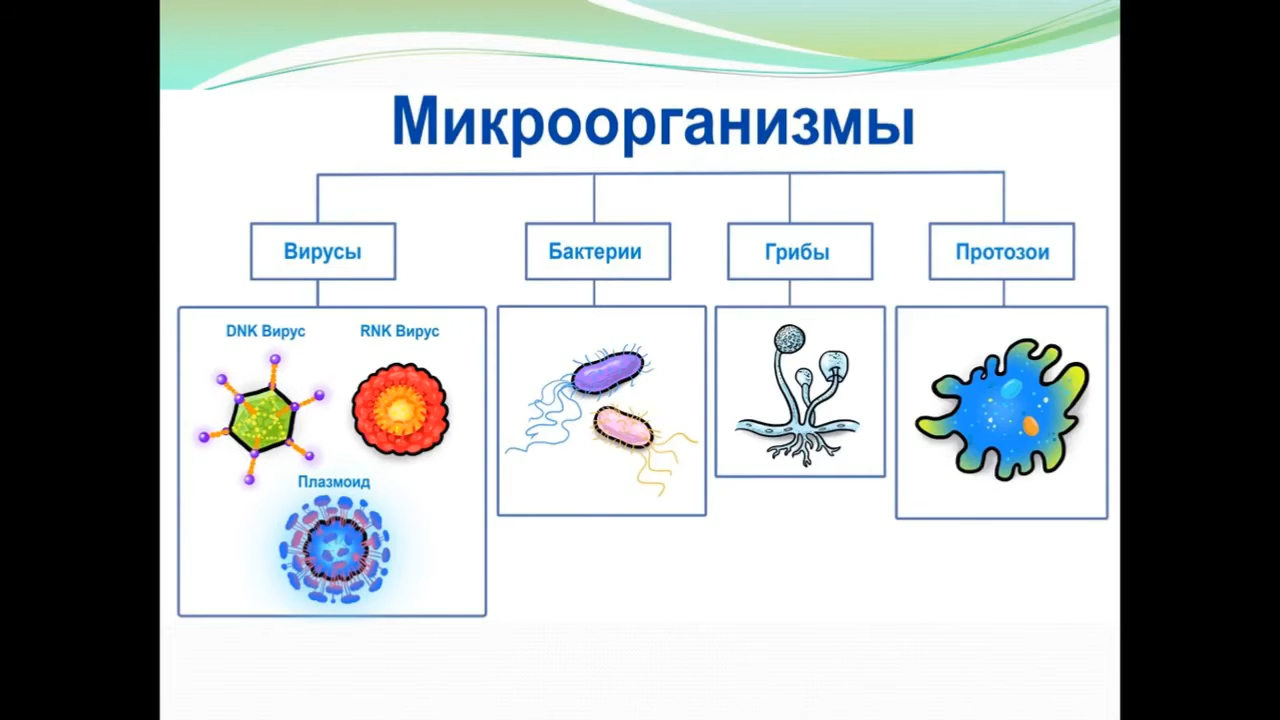 Микроорганизмы
Вирусы
Бактерии
Грибы
Протозои
DNK Вирус
RNK Вирус
Плазмоид